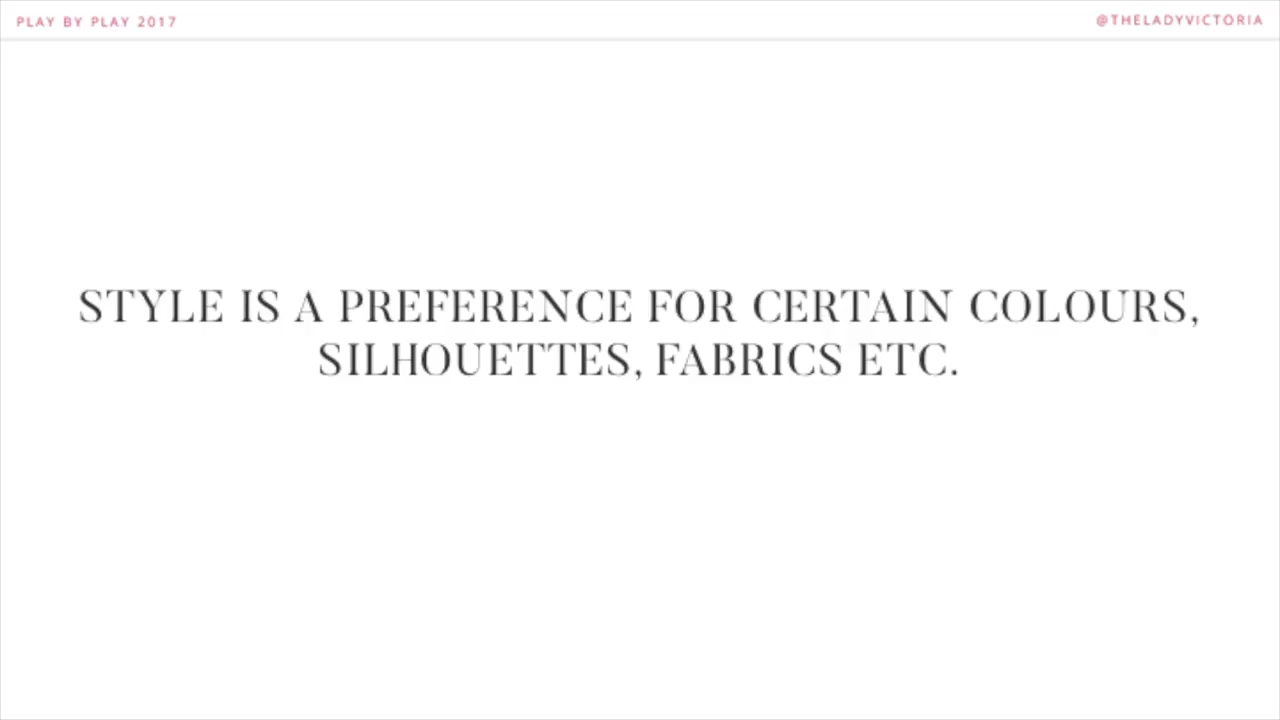 PLAY BY PLAY 2017
@THELADYVICTORIA
STYLE IS A PREFERENCE FOR CERTAIN COLOURS,
SILHOUETTES, FABRICS ETC.